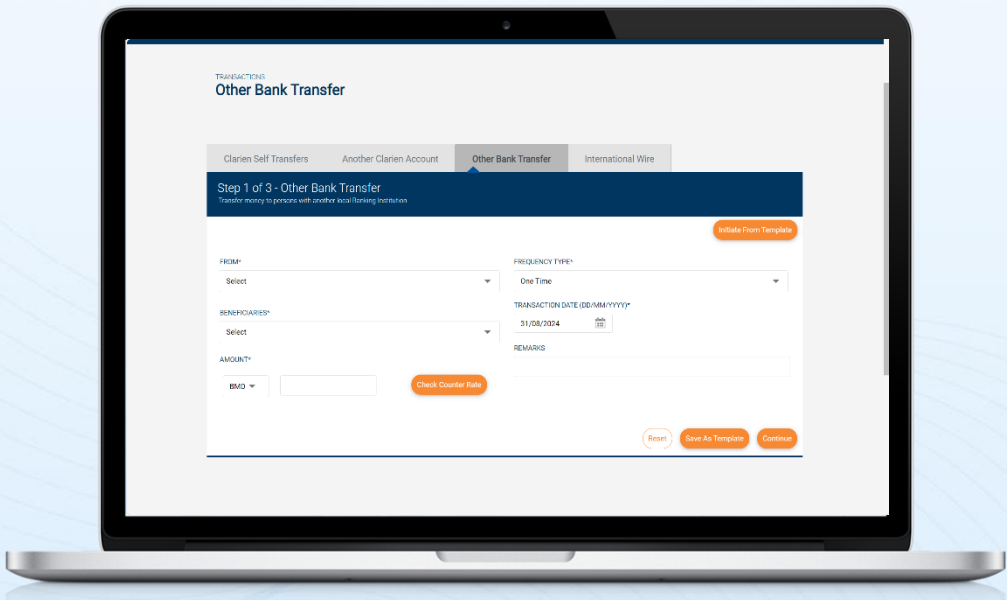 TRANSACTIONS
Other Bank Transfer
Clarien Self Transfers
Another Clarien Account
Other Bank Transfer
International Wire
Step 1 of 3 - Other Bank Transfer
Transfer money to persons with another local Banking Institution
Initiate From Template
FROM*
Select
FREQUENCY TYPE*
One Time
BENEFICIARIES*
Select
TRANSACTION DATE (DD/MM/YYYY)*
31/08/2024
REMARKS
AMOUNT*
BMD
Check Counter Rate
Reset
Save As Template
Continue